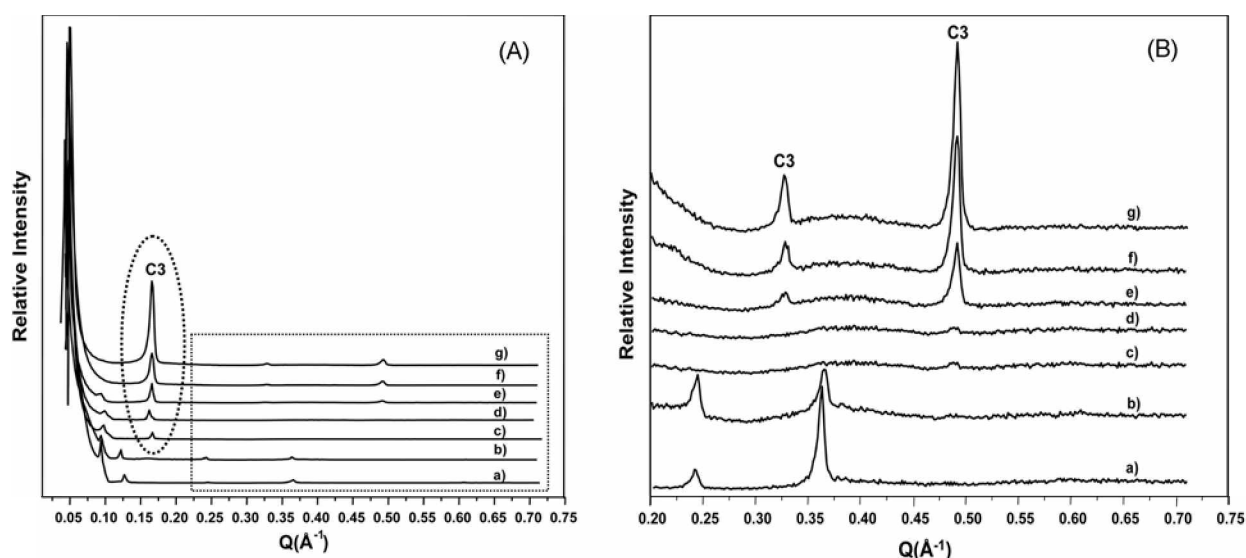 (A)
Relative Intensity
C3
g)
f)
e)
d)
c)
b)
a)
0.05 0.10 0.15 0.20 0.25 0.30 0.35 0.40 0.45 0.50 0.55 0.60 0.65 0.70 0.75
Q(Å⁻¹)
(B)
Relative Intensity
C3
C3
g)
f)
e)
d)
c)
b)
a)
0.20 0.25 0.30 0.35 0.40 0.45 0.50 0.55 0.60 0.65 0.70 0.75
Q(Å⁻¹)